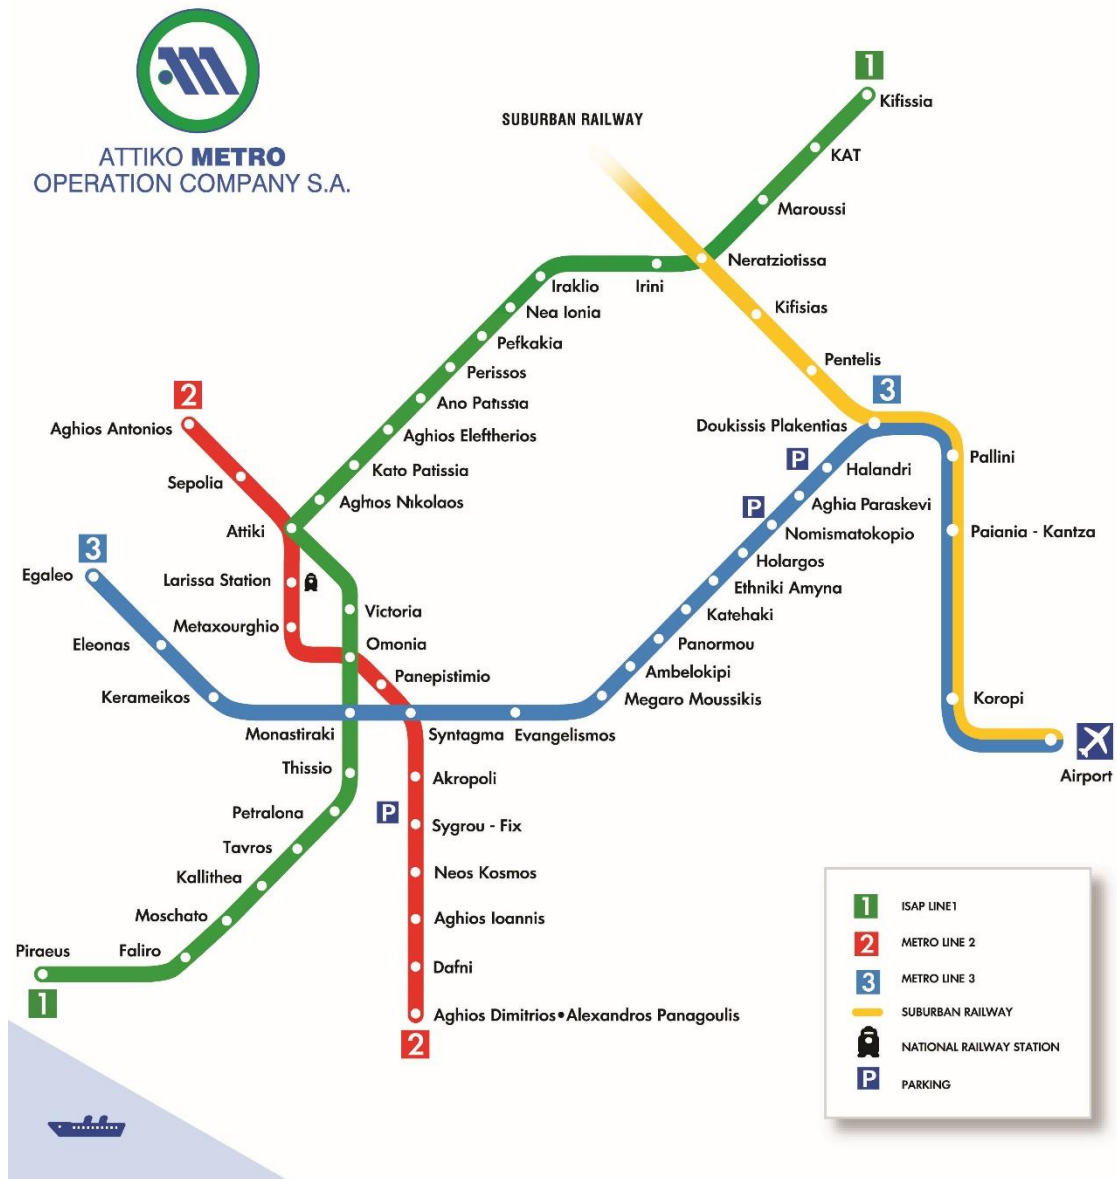 ATTIKO METRO
OPERATION COMPANY S.A.
SUBURBAN RAILWAY
1
Kifissia
KAT
Maroussi
Neratziotissa
Iraklio
Irini
Nea Ionia
Kifisias
Pefkakia
Pentelis
Perissos
2
3
Ano Patissia
Aghios Antonios
Doukissis Plakentias
Aghios Eleftherios
Pallini
P
Halandri
Kato Patissia
Sepolia
Aghios Nikolaos
Aghia Paraskevi
P
Attiki
Nomismatokopio
Paiania - Kantza
3
Holargos
Egaleo
Larissa Station
Ethniki Amyna
Victoria
Katehaki
Metaxourghio
Eleonas
Omonia
Panormou
Panepistimio
Ambelokipi
Kerameikos
Megaro Moussikis
Koropi
Monastiraki
Syntagma
Evangelismos
Thissio
Akropoli
Airport
Petralona
P
Sygrou - Fix
Tavros
Kallithea
Neos Kosmos
Moschato
Aghios Ioannis
Piraeus
Faliro
Dafni
1
Aghios Dimitrios•Alexandros Panagoulis
2
1 ISAP LINE1
2 METRO LINE 2
3 METRO LINE 3
SUBURBAN RAILWAY
NATIONAL RAILWAY STATION
P PARKING